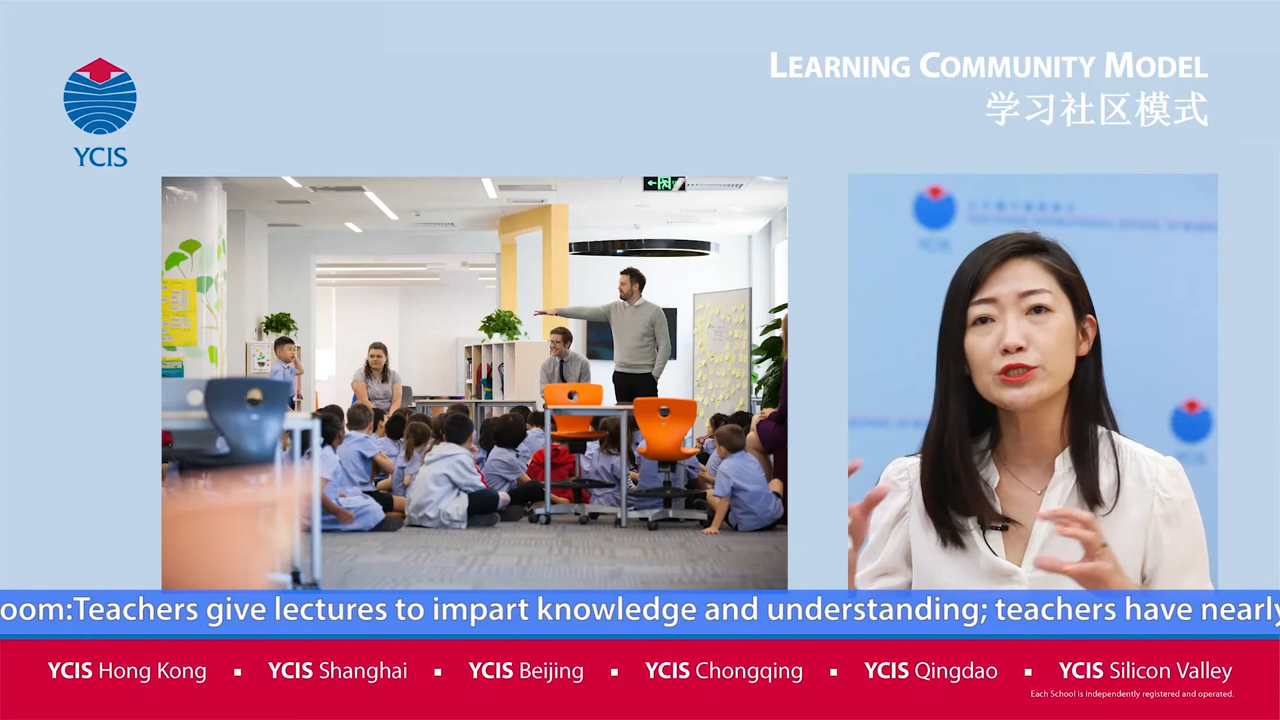 LEARNING COMMUNITY MODEL
学习社区模式
YCIS
oom:Teachers give lectures to impart knowledge and understanding; teachers have nearly
YCIS Hong Kong ▪ YCIS Shanghai ▪ YCIS Beijing ▪ YCIS Chongqing ▪ YCIS Qingdao ▪ YCIS Silicon Valley
Each School is independently registered and operated.